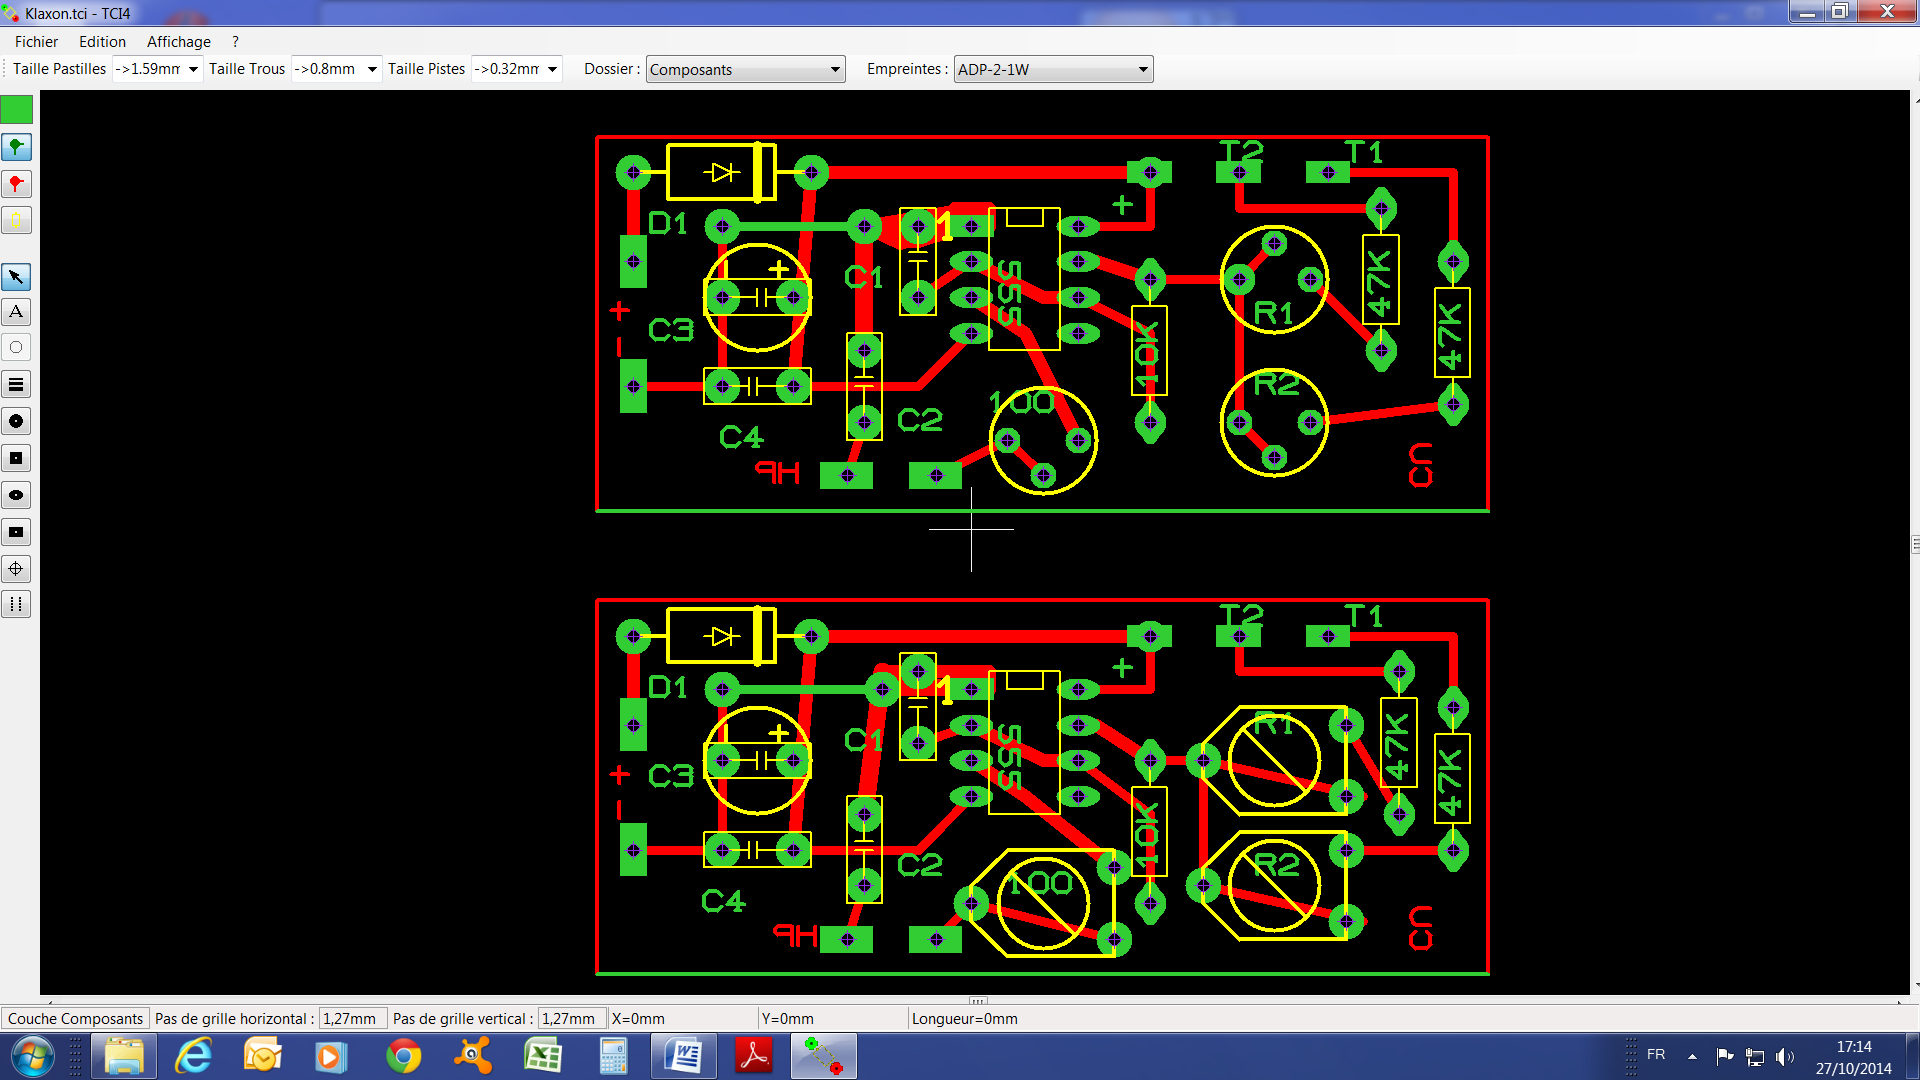 Klaxon.tci - TCI4
Fichier Edition Affichage ?
Taille Pastilles ->1.59mm Taille Trous ->0.8mm Taille Pistes ->0.32mm Dossier : Composants Empreintes : ADP-2-1W
A
T2 T1
D1 + 1
C1 555 47K
+ + R1
C3 10K 47K
- R2
100
C2
C4
HP
CU
T2 T1
D1 + 1
C1 555 R1 47K
+ + 47K
C3
- 10K
C2 R2
100
C4
HP
CU
Couche Composants Pas de grille horizontal : 1,27mm Pas de grille vertical : 1,27mm X=0mm Y=0mm Longueur=0mm
FR 17:14
27/10/2014